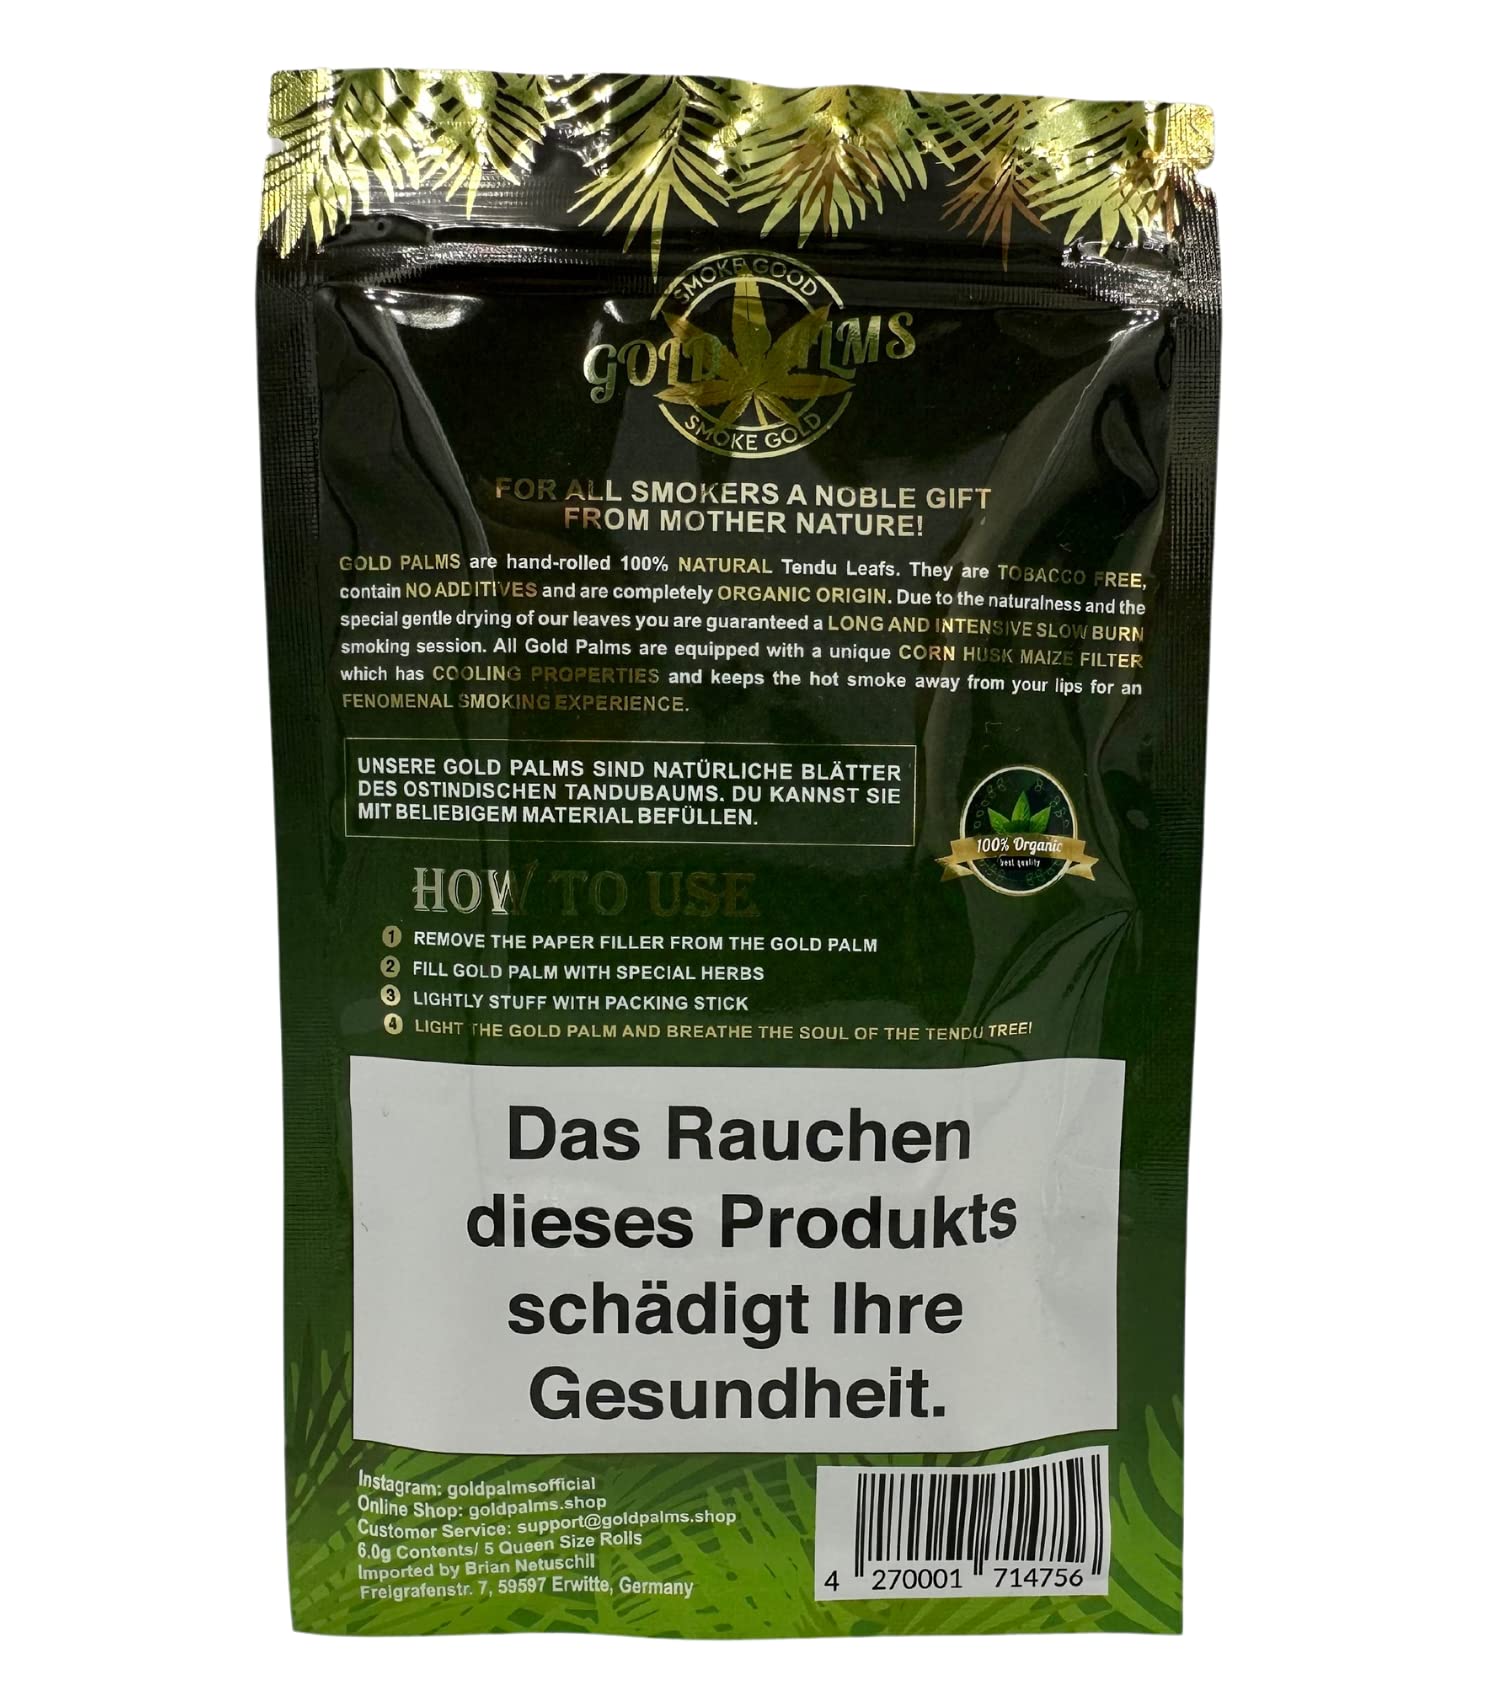 SMOKE GOOD
GOLD PALMS
SMOKE GOLD
FOR ALL SMOKERS A NOBLE GIFT
FROM MOTHER NATURE!
GOLD PALMS are hand-rolled 100% NATURAL Tendu Leafs. They are TOBACCO FREE,
contain NO ADDITIVES and are completely ORGANIC ORIGIN. Due to the naturalness and the
special gentle drying of our leaves you are guaranteed a LONG AND INTENSIVE SLOW BURN
smoking session. All Gold Palms are equipped with a unique CORN HUSK MAIZE FILTER
which has COOLING PROPERTIES and keeps the hot smoke away from your lips for an
FENOMENAL SMOKING EXPERIENCE.
UNSERE GOLD PALMS SIND NATÜRLICHE BLÄTTER
DES OSTINDISCHEN TANDUBAUMS. DU KANNST SIE
MIT BELIEBIGEM MATERIAL BEFÜLLEN.
100% Organic
best quality
HOW TO USE
1 REMOVE THE PAPER FILLER FROM THE GOLD PALM
2 FILL GOLD PALM WITH SPECIAL HERBS
3 LIGHTLY STUFF WITH PACKING STICK
4 LIGHT THE GOLD PALM AND BREATHE THE SOUL OF THE TENDU TREE!
Das Rauchen
dieses Produkts
schädigt Ihre
Gesundheit.
Instagram: goldpalmsofficial
Online Shop: goldpalms.shop
Customer Service: support@goldpalms.shop
6.0g Contents/ 5 Queen Size Rolls
Imported by Brian Netuschil
Freigrafenstr. 7, 59597 Erwitte, Germany
4 270001 714756